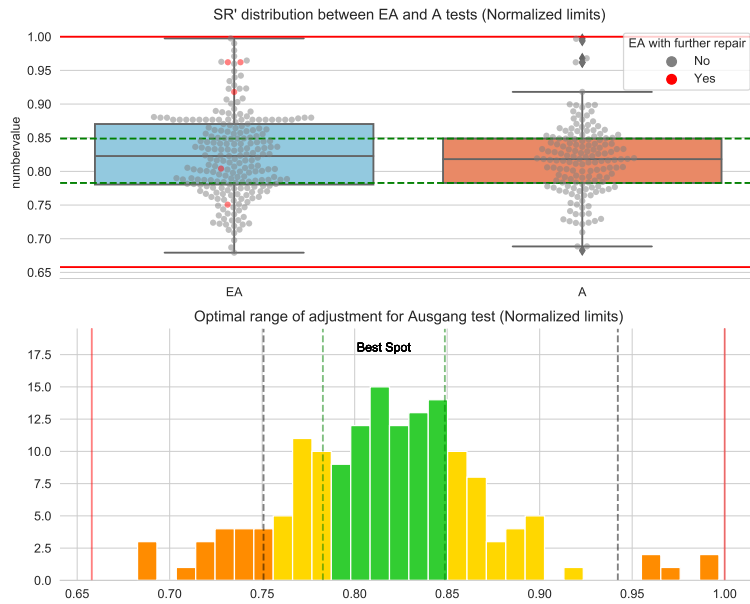 SR' distribution between EA and A tests (Normalized limits)
1.00
0.95
0.90
0.85
0.80
0.75
0.70
0.65
numbervalue
EA with further repair
No
Yes
EA
A
Optimal range of adjustment for Ausgang test (Normalized limits)
Best Spot
17.5
15.0
12.5
10.0
7.5
5.0
2.5
0.0
0.65 0.70 0.75 0.80 0.85 0.90 0.95 1.00